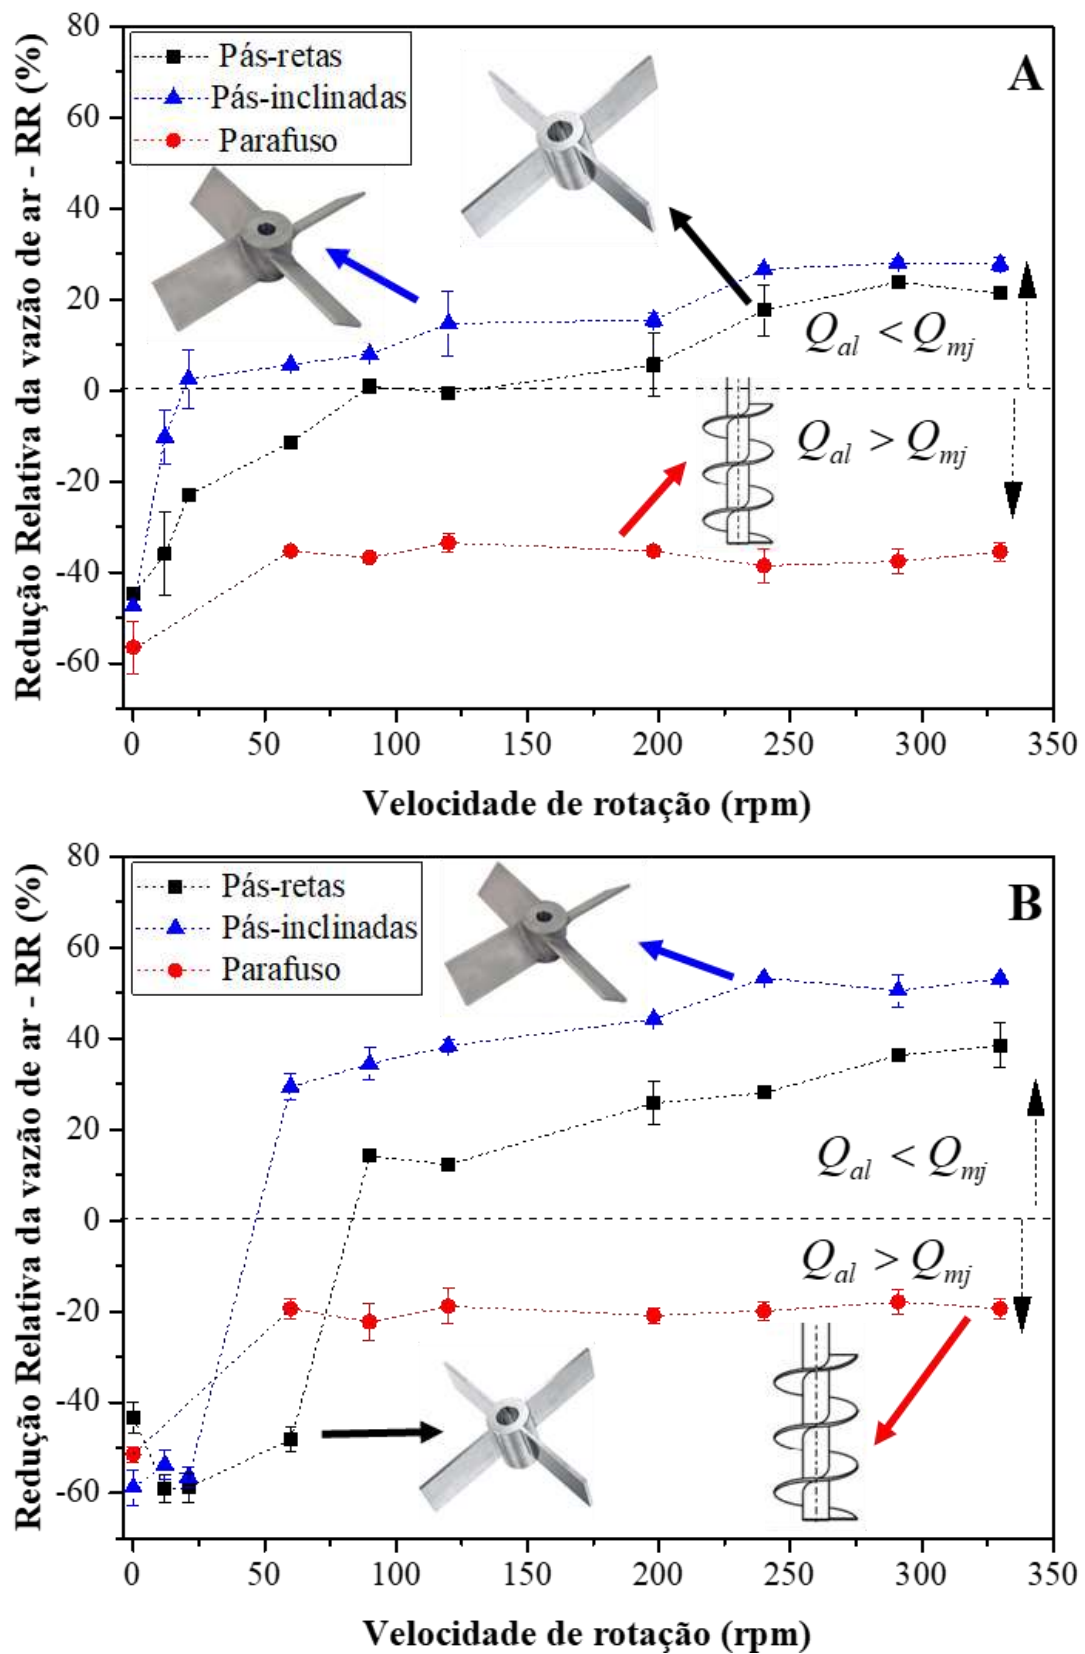 A
Redução Relativa da vazão de ar - RR (%)
Pás-retas
Pás-inclinadas
Parafuso
80
60
40
20
0
-20
-40
-60
Q_al < Q_mj
Q_al > Q_mj
0 50 100 150 200 250 300 350
Velocidade de rotação (rpm)
B
Redução Relativa da vazão de ar - RR (%)
Pás-retas
Pás-inclinadas
Parafuso
80
60
40
20
0
-20
-40
-60
Q_al < Q_mj
Q_al > Q_mj
0 50 100 150 200 250 300 350
Velocidade de rotação (rpm)